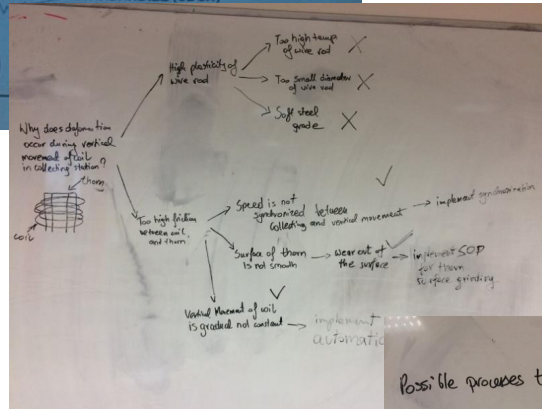 High plasticity of
wire rod
Too high temp
of wire rod
Too small diameter
of wire rod
Soft steel
grade
Why does deformation
occur during vertical
movement of coil
in collecting station?
thorn
coil
Too high friction
between coil
and thorn
Speed is not
synchronized between
collecting and vertical movement
implement synchronization
Surface of thorn
is not smooth
wear out of
the surface
implement SOP
for thorn
surface grinding
Vertical Movement of coil
is gradual not constant
implement
automatic
Possible processes t